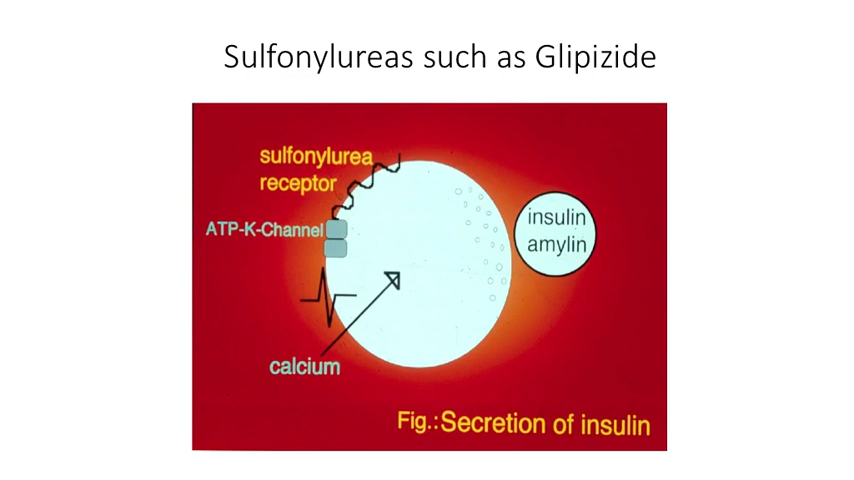 Sulfonylureas such as Glipizide
sulfonylurea
receptor
ATP-K-Channel
insulin
amylin
calcium
Fig.:Secretion of insulin